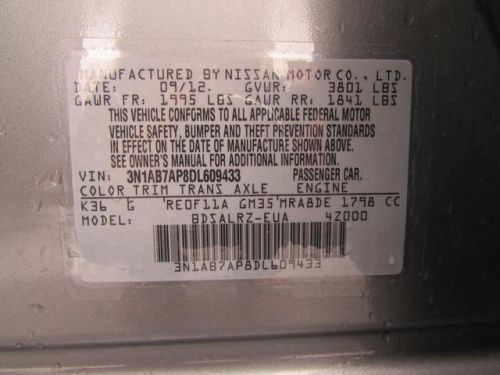 MANUFACTURED BY NISSAN MOTOR CO., LTD.
DATE: 09/12. GVWR: 3801 LBS
GAWR FR: 1995 LBS GAWR RR: 1841 LBS
THIS VEHICLE CONFORMS TO ALL APPLICABLE FEDERAL MOTOR
VEHICLE SAFETY, BUMPER AND THEFT PREVENTION STANDARDS
IN EFFECT ON THE DATE OF MANUFACTURE SHOWN ABOVE.
SEE OWNER'S MANUAL FOR ADDITIONAL INFORMATION.
VIN: 3N1AB7AP8DL609433 PASSENGER CAR.
COLOR TRIM TRANS AXLE ENGINE
K36 G RE0F11A GM35 MRA8DE 1798 CC
MODEL: BDSALRZ-EUA 4Z000
3N1AB7AP8DL609433